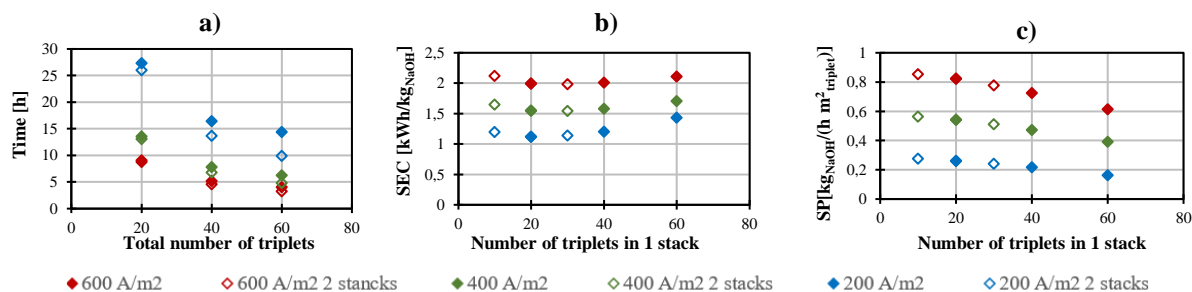 a)
30
25
20
15
10
5
0
0 20 40 60 80
Time [h]
Total number of triplets
b)
2,5
2
1,5
1
0,5
0
0 20 40 60 80
SEC [kWh/kgNaOH]
Number of triplets in 1 stack
c)
1
0,8
0,6
0,4
0,2
0
0 20 40 60 80
SP[kgNaOH/(h m2triplet)]
Number of triplets in 1 stack
600 A/m2 600 A/m2 2 stancks 400 A/m2 400 A/m2 2 stacks 200 A/m2 200 A/m2 2 stacks